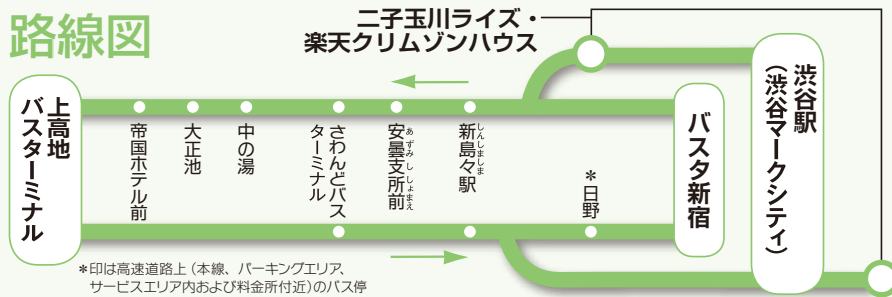 路線図
二子玉川ライズ・
楽天クリムゾンハウス
上高地
バスターミナル
帝国ホテル前
大正池
中の湯
さわんどバス
ターミナル
安曇支所前
あずみししょまえ
新島々駅
しんしましま
*日野
バスタ新宿
渋谷駅
(渋谷マークシティ)
*印は高速道路上(本線、パーキングエリア、
サービスエリア内および料金所付近)のバス停